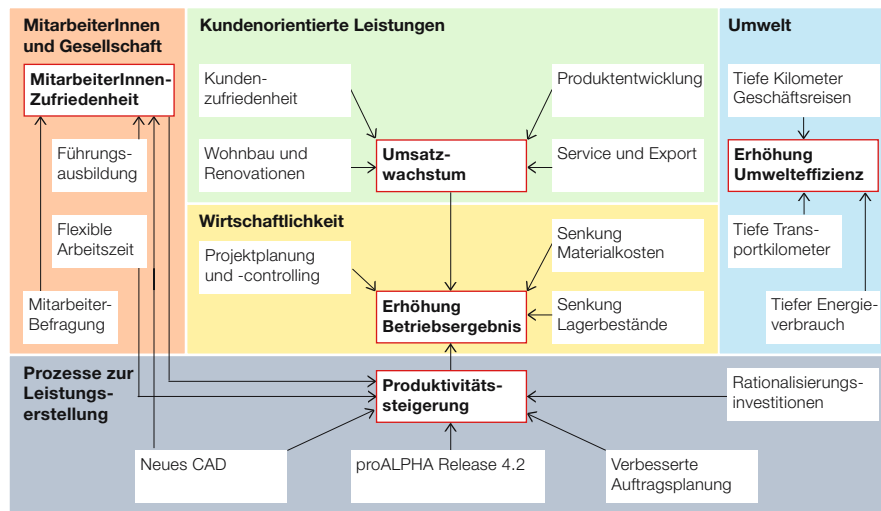 MitarbeiterInnen
und Gesellschaft
MitarbeiterInnen-
Zufriedenheit
Führungs-
ausbildung
Flexible
Arbeitszeit
Mitarbeiter-
Befragung
Kundenorientierte Leistungen
Kunden-
zufriedenheit
Produktentwicklung
Wohnbau und
Renovationen
Umsatz-
wachstum
Service und Export
Wirtschaftlichkeit
Projektplanung
und -controlling
Senkung
Materialkosten
Erhöhung
Betriebsergebnis
Senkung
Lagerbestände
Umwelt
Tiefe Kilometer
Geschäftsreisen
Erhöhung
Umwelteffizienz
Tiefe Trans-
portkilometer
Tiefer Energie-
verbrauch
Prozesse zur
Leistungs-
erstellung
Produktivitäts-
steigerung
Rationalisierungs-
investitionen
Neues CAD
proALPHA Release 4.2
Verbesserte
Auftragsplanung